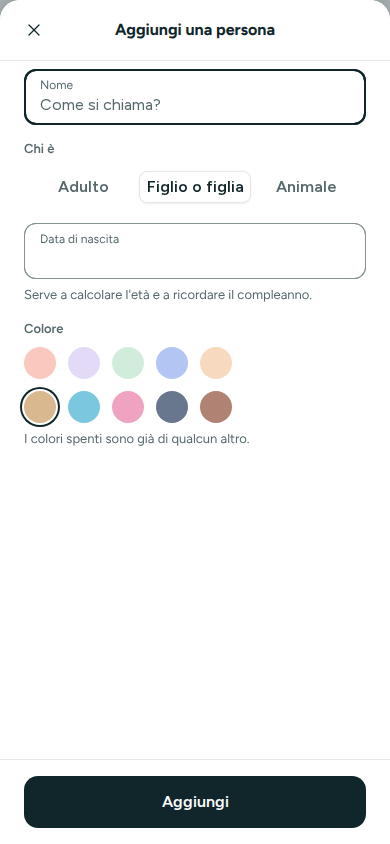 Aggiungi una persona
Nome
Come si chiama?
Chi è
Adulto
Figlio o figlia
Animale
Data di nascita
Serve a calcolare l'età e a ricordare il compleanno.
Colore
I colori spenti sono già di qualcun altro.
Aggiungi